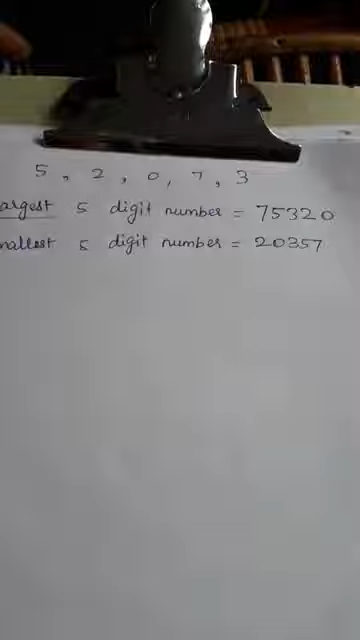 5, 2, 0, 7, 3
argest 5 digit number = 75320
mallest 5 digit number = 20357